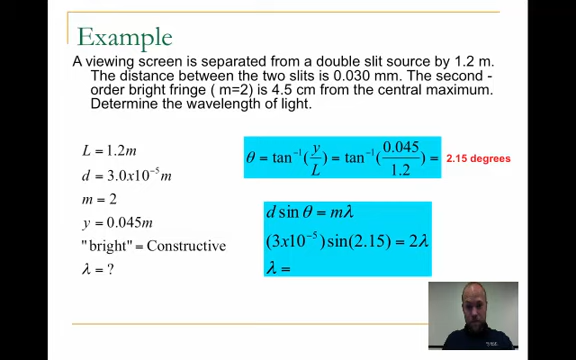 Example
A viewing screen is separated from a double slit source by 1.2 m.
The distance between the two slits is 0.030 mm. The second -
order bright fringe ( m=2) is 4.5 cm from the central maximum.
Determine the wavelength of light.
L = 1.2m
d = 3.0x10⁻⁵ m
m = 2
y = 0.045m
"bright" = Constructive
λ = ?
θ = tan⁻¹(y/L) = tan⁻¹(0.045/1.2) = 2.15 degrees
d sin θ = mλ
(3x10⁻⁵) sin(2.15) = 2λ
λ =